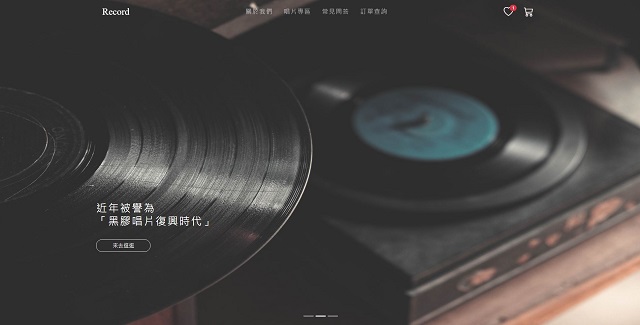 Record
關於我們 唱片專區 常見問答 訂單查詢
1
近年被譽為
「黑膠唱片復興時代」
來去逛逛